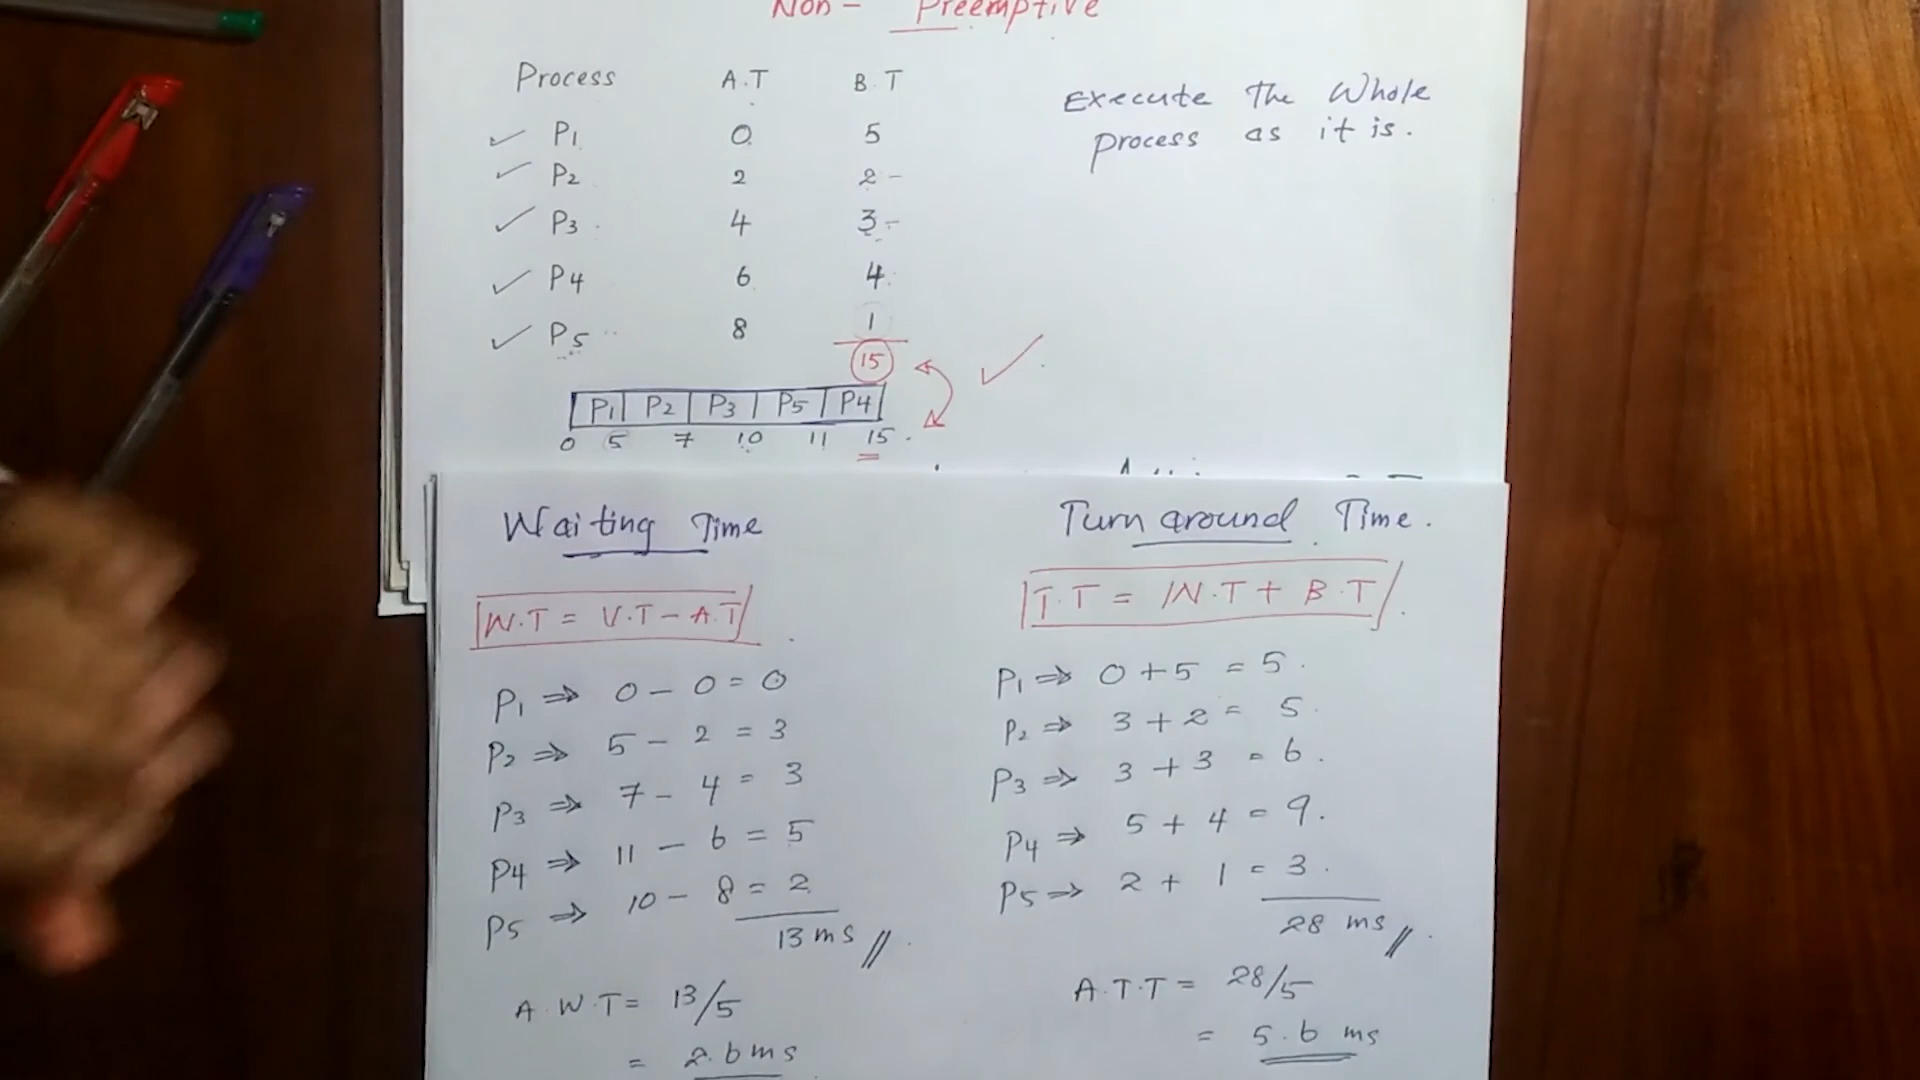 Non - Preemptive
Process A.T B.T
P1 0 5
P2 2 2 -
P3 4 3 -
P4 6 4
P5 8 1
15
Execute The Whole
process as it is.
P1 P2 P3 P5 P4
0 5 7 10 11 15
Waiting Time
W.T = V.T - A.T
P1 ⇒ 0 - 0 = 0
P2 ⇒ 5 - 2 = 3
P3 ⇒ 7 - 4 = 3
P4 ⇒ 11 - 6 = 5
P5 ⇒ 10 - 8 = 2
13 ms //
A.W.T = 13/5
= 2.6 ms
Turn around Time.
T.T = W.T + B.T
P1 ⇒ 0 + 5 = 5.
P2 ⇒ 3 + 2 = 5.
P3 ⇒ 3 + 3 = 6.
P4 ⇒ 5 + 4 = 9.
P5 ⇒ 2 + 1 = 3.
28 ms //
A.T.T = 28/5
= 5.6 ms